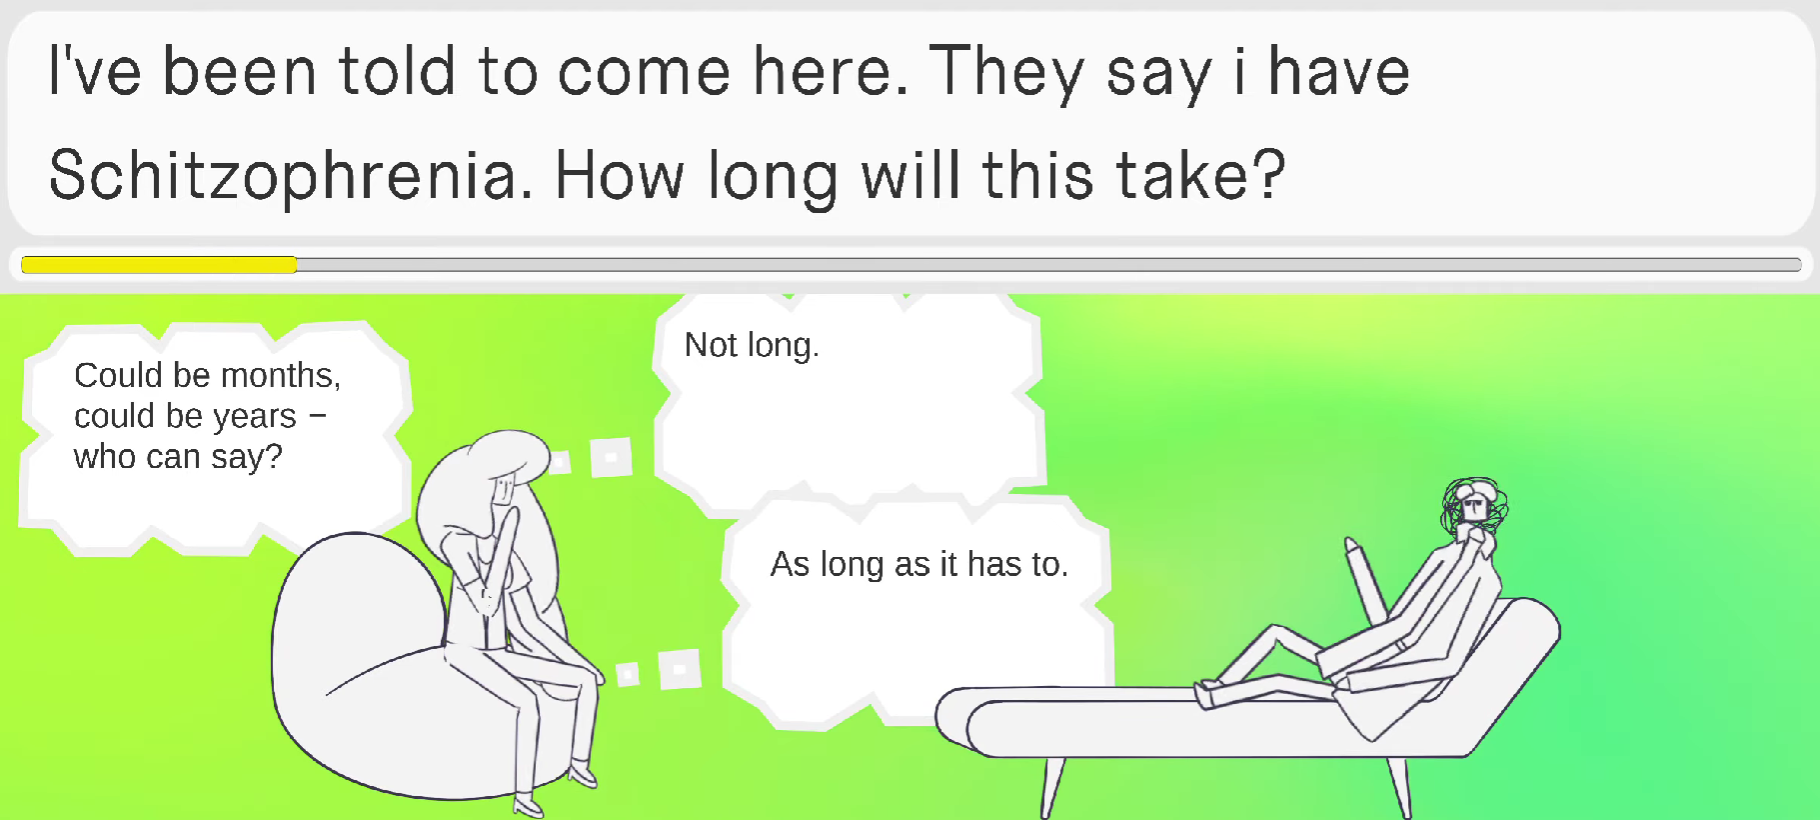 I've been told to come here. They say i have
Schitzophrenia. How long will this take?
Could be months,
could be years –
who can say?
Not long.
As long as it has to.